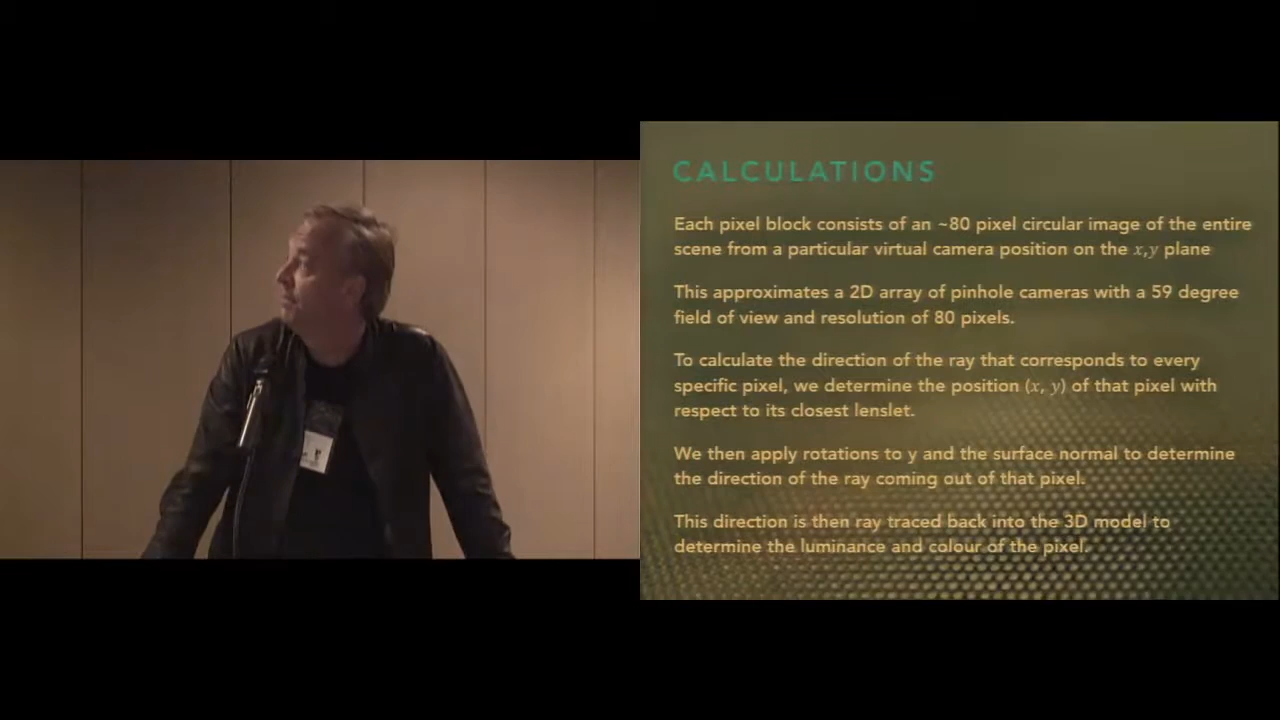 CALCULATIONS
Each pixel block consists of an ~80 pixel circular image of the entire
scene from a particular virtual camera position on the x,y plane
This approximates a 2D array of pinhole cameras with a 59 degree
field of view and resolution of 80 pixels.
To calculate the direction of the ray that corresponds to every
specific pixel, we determine the position (x, y) of that pixel with
respect to its closest lenslet.
We then apply rotations to y and the surface normal to determine
the direction of the ray coming out of that pixel.
This direction is then ray traced back into the 3D model to
determine the luminance and colour of the pixel.